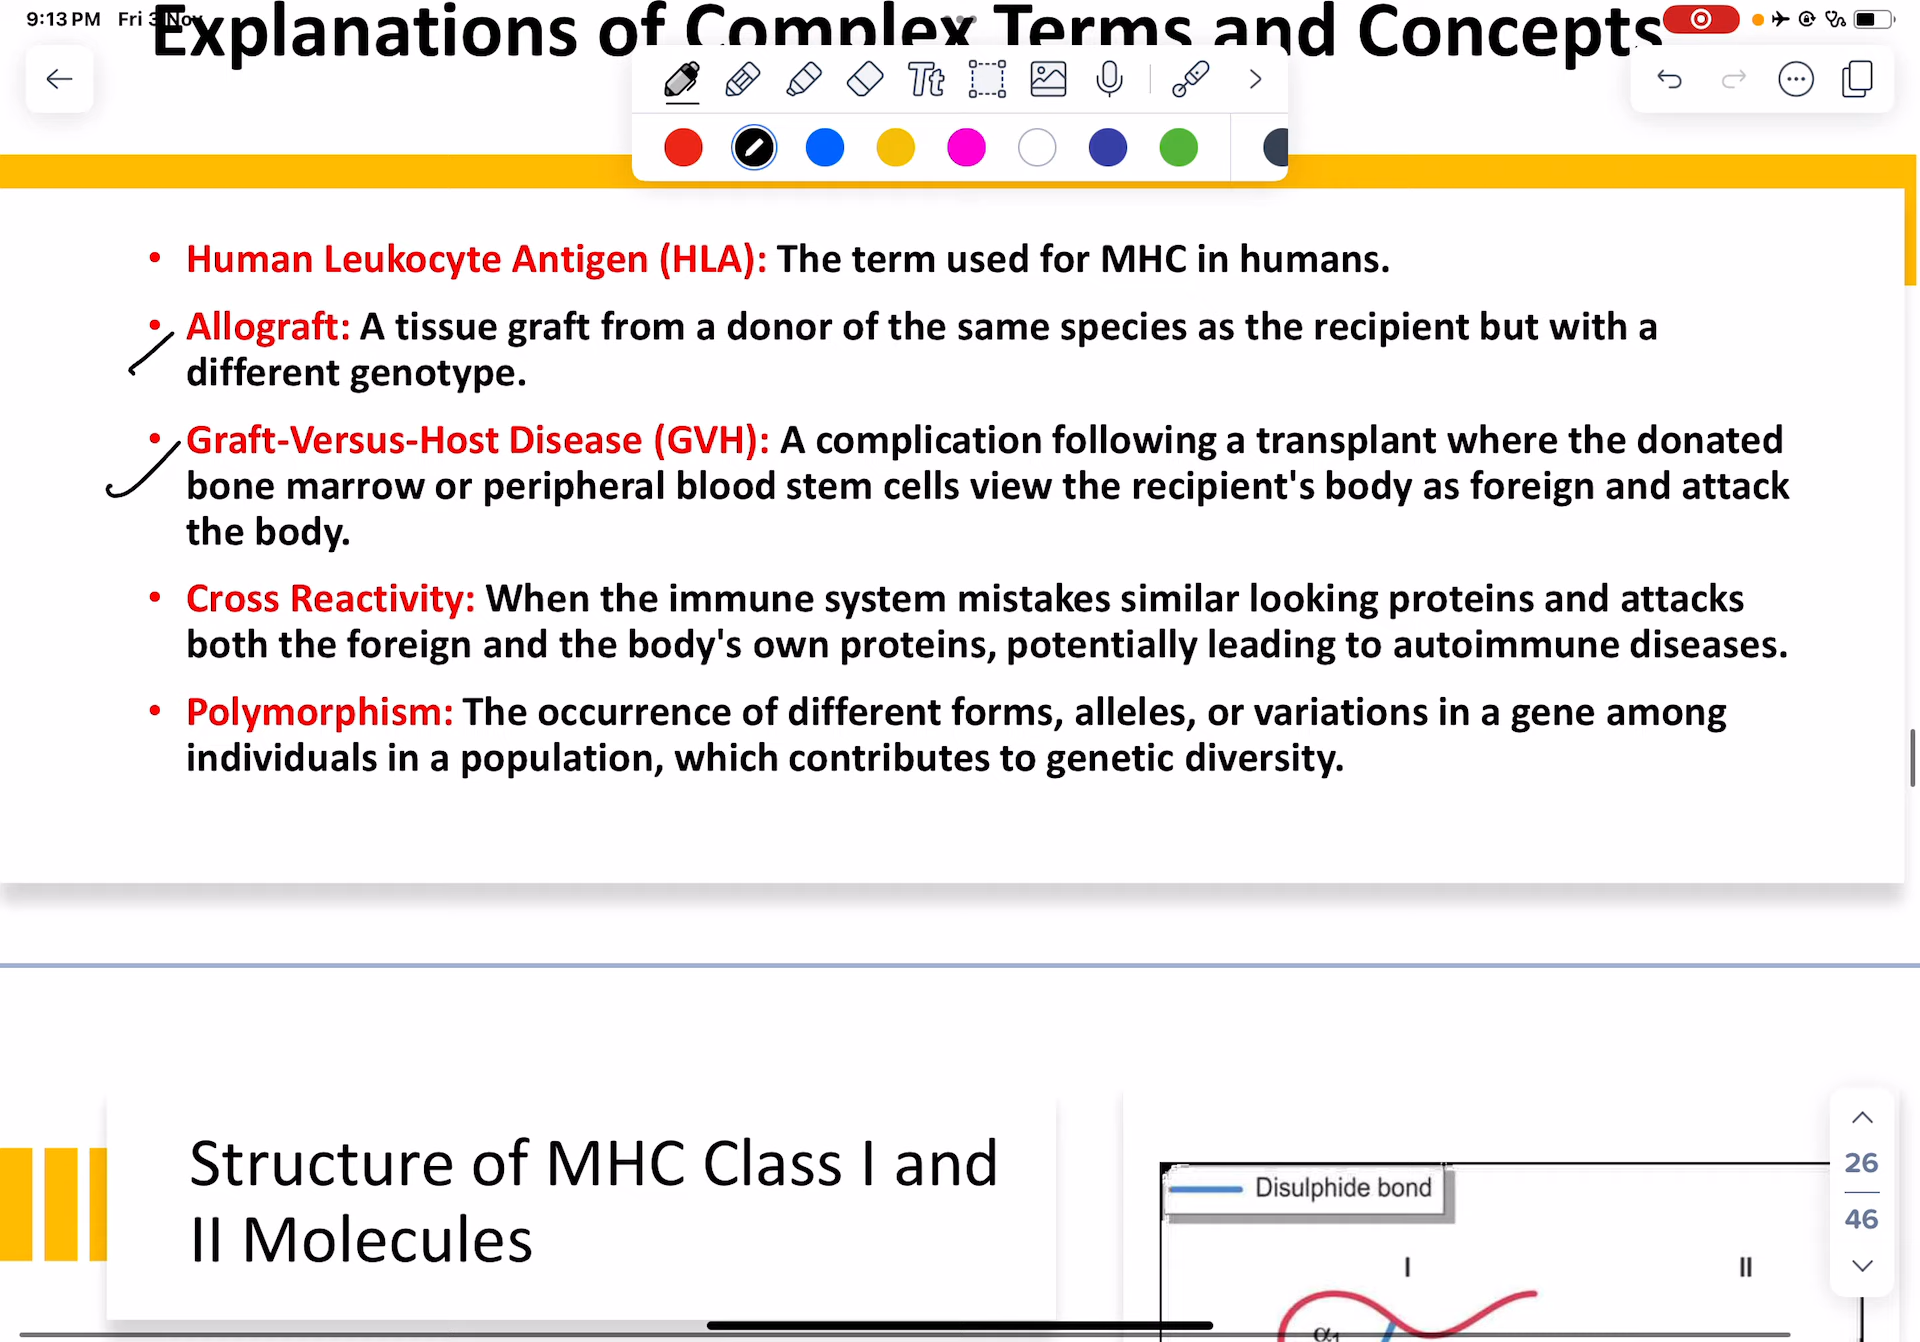 9:13 PM Fri 3 Nov
Explanations of Complex Terms and Concepts
Tt
• Human Leukocyte Antigen (HLA): The term used for MHC in humans.
• Allograft: A tissue graft from a donor of the same species as the recipient but with a
different genotype.
• Graft-Versus-Host Disease (GVH): A complication following a transplant where the donated
bone marrow or peripheral blood stem cells view the recipient's body as foreign and attack
the body.
• Cross Reactivity: When the immune system mistakes similar looking proteins and attacks
both the foreign and the body's own proteins, potentially leading to autoimmune diseases.
• Polymorphism: The occurrence of different forms, alleles, or variations in a gene among
individuals in a population, which contributes to genetic diversity.
Structure of MHC Class I and
II Molecules
Disulphide bond
I II
α1
26
46